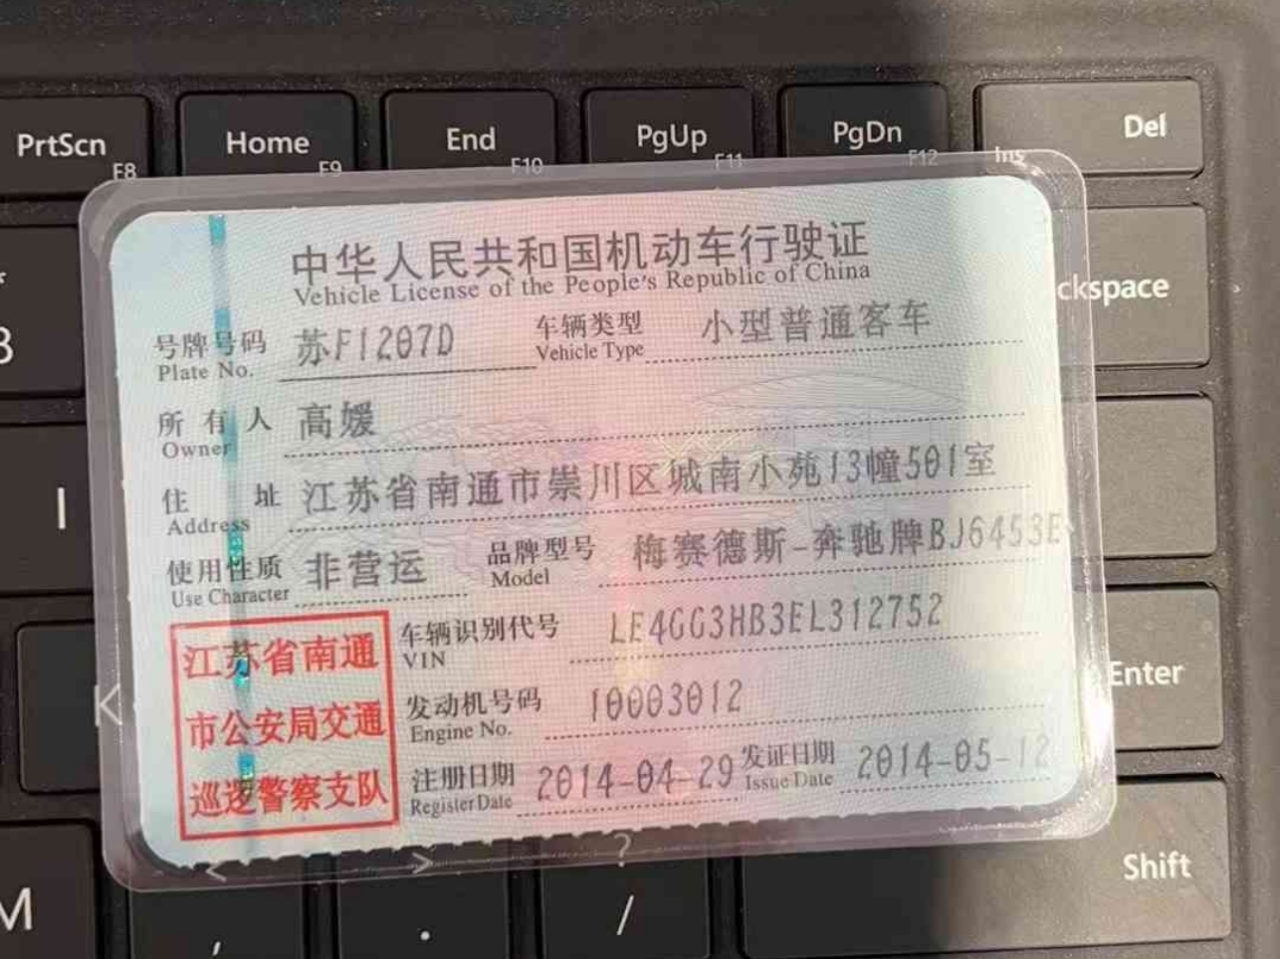 PrtScn F8 Home F9 End F10 PgUp F11 PgDn F12 Ins Del
中华人民共和国机动车行驶证
Vehicle License of the People's Republic of China
号牌号码 苏F1207D 车辆类型 小型普通客车
Plate No. Vehicle Type
所有人 高媛
Owner
住址 江苏省南通市崇川区城南小苑13幢501室
Address
使用性质 非营运 品牌型号 梅赛德斯-奔驰牌BJ6453E
Use Character Model
车辆识别代号 LE4GG3HB3EL312752
VIN
发动机号码 10003012
Engine No.
注册日期 2014-04-29 发证日期 2014-05-12
Register Date Issue Date
江苏省南通
市公安局交通
巡逻警察支队
ckspace
I
Enter
K
Shift
M < , > . ? /